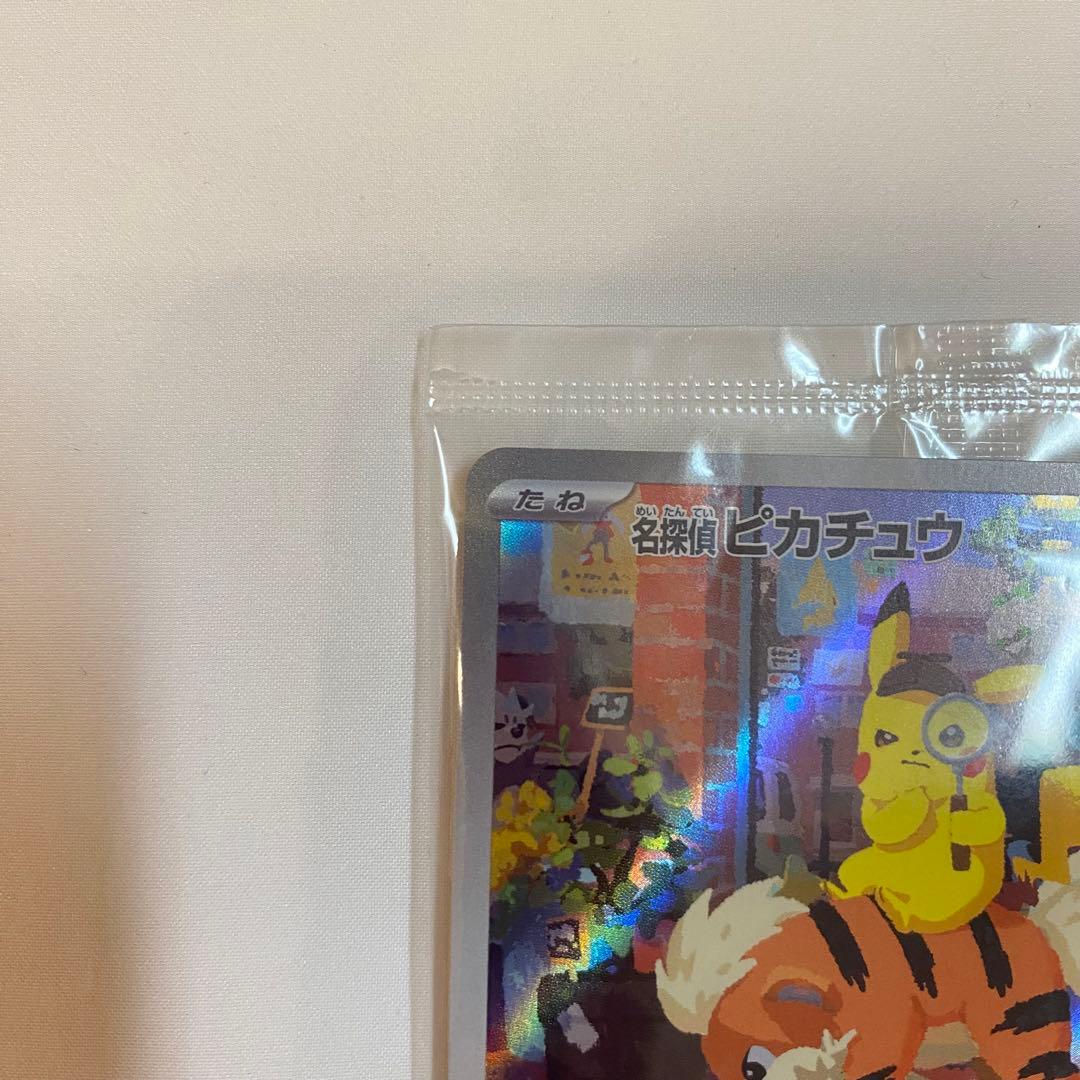 たね
めいたんてい
名探偵ピカチュウ